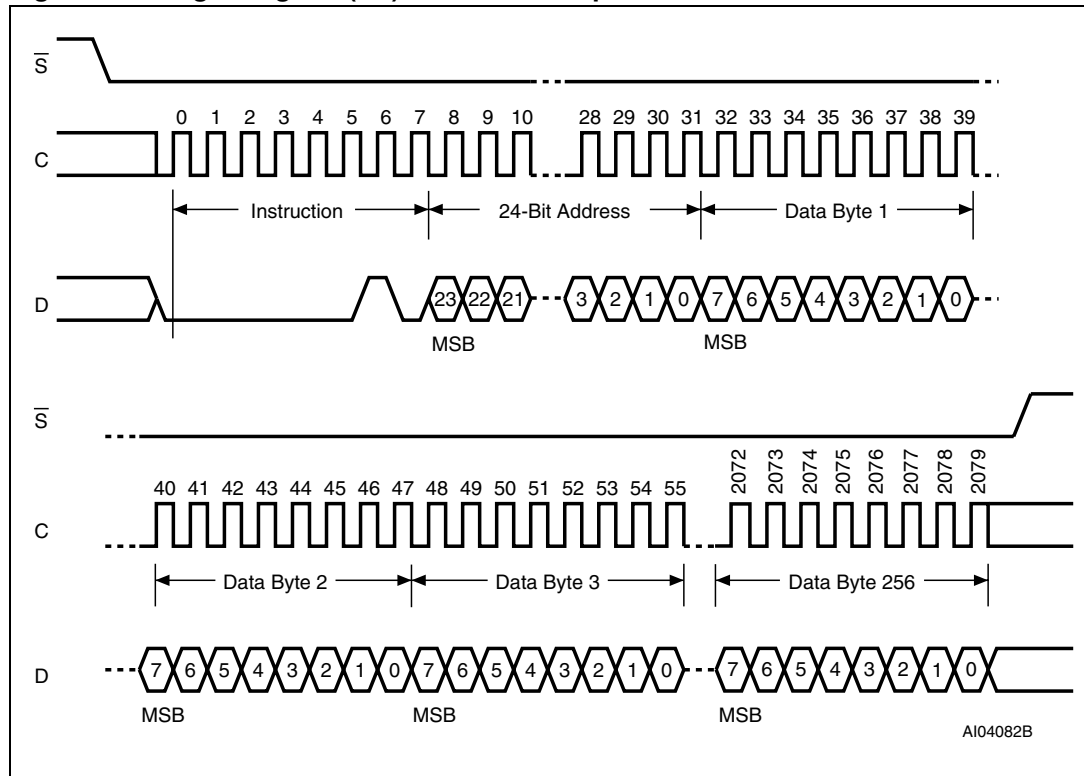 S
0 1 2 3 4 5 6 7 8 9 10 28 29 30 31 32 33 34 35 36 37 38 39
C
Instruction 24-Bit Address Data Byte 1
D 23 22 21 3 2 1 0 7 6 5 4 3 2 1 0
MSB MSB
S
2072 2073 2074 2075 2076 2077 2078 2079
40 41 42 43 44 45 46 47 48 49 50 51 52 53 54 55
C
Data Byte 2 Data Byte 3 Data Byte 256
D 7 6 5 4 3 2 1 0 7 6 5 4 3 2 1 0 7 6 5 4 3 2 1 0
MSB MSB MSB
AI04082B